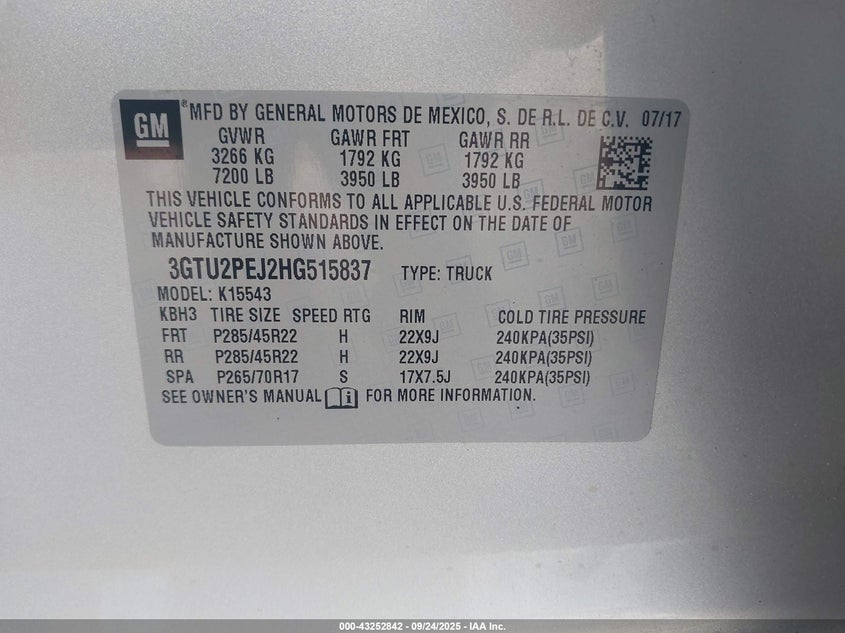 GM ® MFD BY GENERAL MOTORS DE MEXICO, S. DE R.L. DE C.V. 07/17
GVWR GAWR FRT GAWR RR
3266 KG 1792 KG 1792 KG
7200 LB 3950 LB 3950 LB
THIS VEHICLE CONFORMS TO ALL APPLICABLE U.S. FEDERAL MOTOR
VEHICLE SAFETY STANDARDS IN EFFECT ON THE DATE OF
MANUFACTURE SHOWN ABOVE.
3GTU2PEJ2HG515837 TYPE: TRUCK
MODEL: K15543
KBH3 TIRE SIZE SPEED RTG RIM COLD TIRE PRESSURE
FRT P285/45R22 H 22X9J 240KPA(35PSI)
RR P285/45R22 H 22X9J 240KPA(35PSI)
SPA P265/70R17 S 17X7.5J 240KPA(35PSI)
SEE OWNER'S MANUAL i FOR MORE INFORMATION.
000-43252842 - 09/24/2025 - IAA Inc.